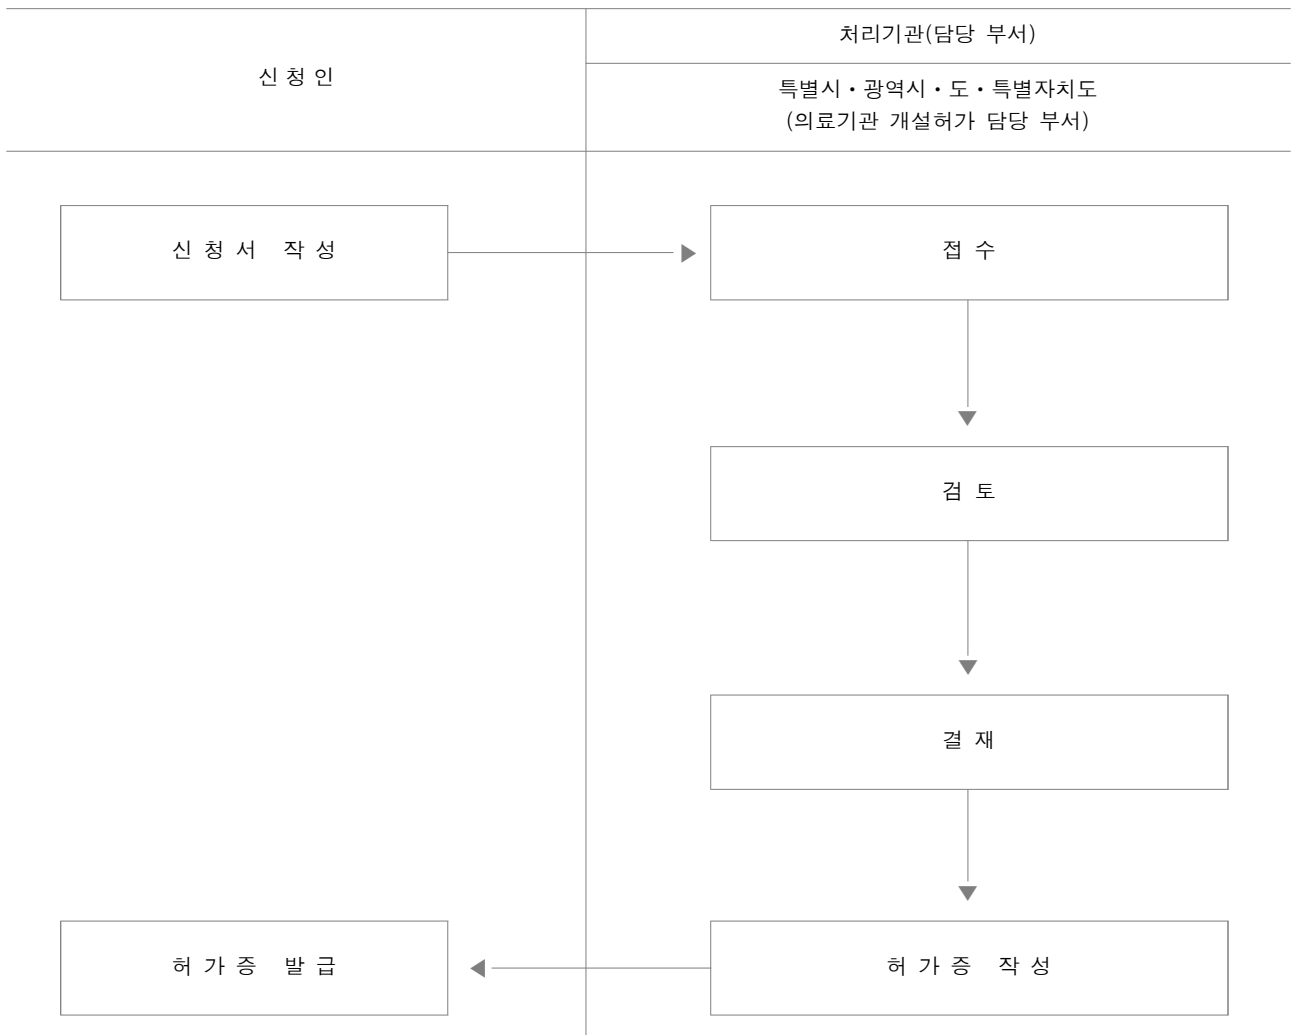 신청인
처리기관(담당 부서)
특별시・광역시・도・특별자치도
(의료기관 개설허가 담당 부서)
신청서 작성
접수
검토
결재
허가증 발급
허가증 작성